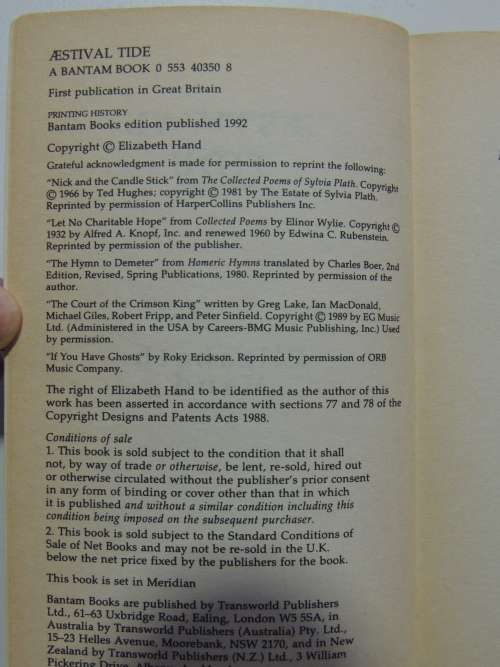 ÆSTIVAL TIDE
A BANTAM BOOK 0 553 40350 8
First publication in Great Britain
PRINTING HISTORY
Bantam Books edition published 1992
Copyright © Elizabeth Hand
Grateful acknowledgment is made for permission to reprint the following:
"Nick and the Candle Stick" from The Collected Poems of Sylvia Plath. Copyright
© 1966 by Ted Hughes; copyright © 1981 by The Estate of Sylvia Plath.
Reprinted by permission of HarperCollins Publishers Inc.
"Let No Charitable Hope" from Collected Poems by Elinor Wylie. Copyright ©
1932 by Alfred A. Knopf, Inc. and renewed 1960 by Edwina C. Rubenstein.
Reprinted by permission of the publisher.
"The Hymn to Demeter" from Homeric Hymns translated by Charles Boer, 2nd
Edition, Revised, Spring Publications, 1980. Reprinted by permission of the
author.
"The Court of the Crimson King" written by Greg Lake, Ian MacDonald,
Michael Giles, Robert Fripp, and Peter Sinfield. Copyright © 1989 by EG Music
Ltd. (Administered in the USA by Careers-BMG Music Publishing, Inc.) Used
by permission.
"If You Have Ghosts" by Roky Erickson. Reprinted by permission of ORB
Music Company.
The right of Elizabeth Hand to be identified as the author of this
work has been asserted in accordance with sections 77 and 78 of the
Copyright Designs and Patents Acts 1988.
Conditions of sale
1. This book is sold subject to the condition that it shall
not, by way of trade or otherwise, be lent, re-sold, hired out
or otherwise circulated without the publisher's prior consent
in any form of binding or cover other than that in which
it is published and without a similar condition including this
condition being imposed on the subsequent purchaser.
2. This book is sold subject to the Standard Conditions of
Sale of Net Books and may not be re-sold in the U.K.
below the net price fixed by the publishers for the book.
This book is set in Meridian
Bantam Books are published by Transworld Publishers
Ltd., 61–63 Uxbridge Road, Ealing, London W5 5SA, in
Australia by Transworld Publishers (Australia) Pty. Ltd.,
15–23 Helles Avenue, Moorebank, NSW 2170, and in New
Zealand by Transworld Publishers (N.Z.) Ltd., 3 William
Pickering Drive,